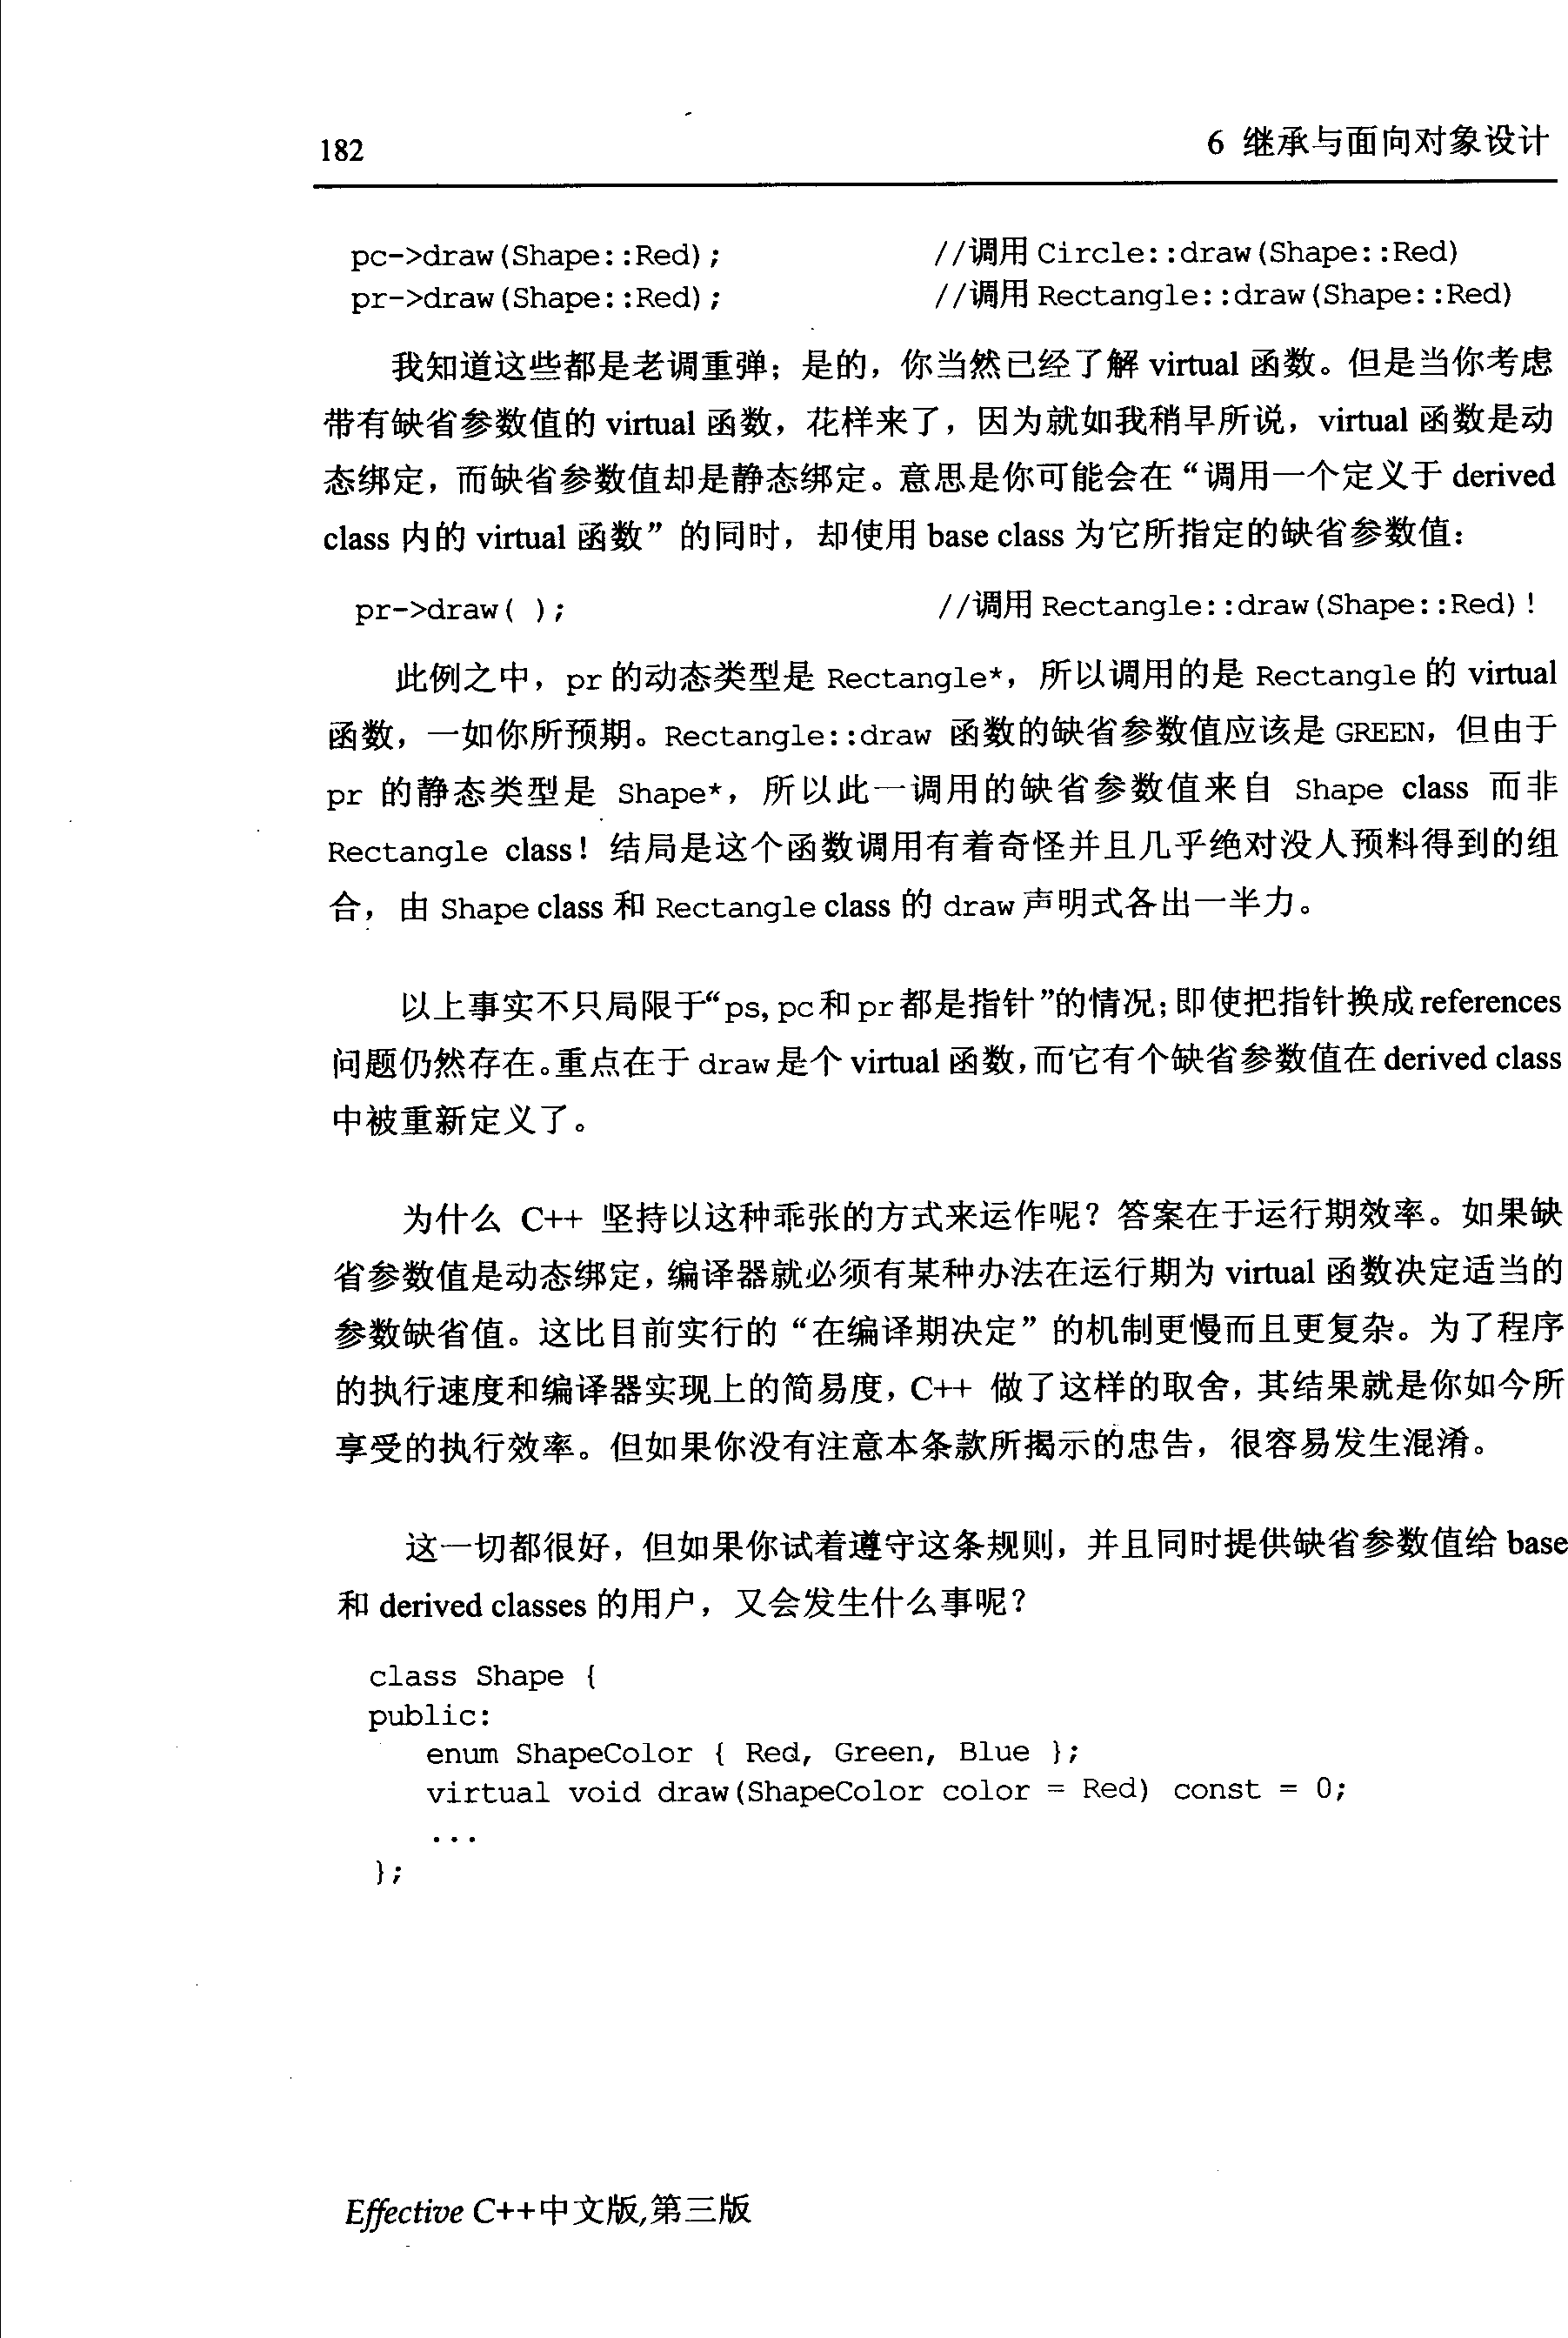 182
6 继承与面向对象设计
pc->draw(Shape::Red); //调用 Circle::draw(Shape::Red)
pr->draw(Shape::Red); //调用 Rectangle::draw(Shape::Red)
我知道这些都是老调重弹；是的，你当然已经了解 virtual 函数。但是当你考虑
带有缺省参数值的 virtual 函数，花样来了，因为就如我稍早所说，virtual 函数是动
态绑定，而缺省参数值却是静态绑定。意思是你可能会在“调用一个定义于 derived
class 内的 virtual 函数”的同时，却使用 base class 为它所指定的缺省参数值：
pr->draw( ); //调用 Rectangle::draw(Shape::Red)!
此例之中，pr 的动态类型是 Rectangle*，所以调用的是 Rectangle 的 virtual
函数，一如你所预期。Rectangle::draw 函数的缺省参数值应该是 GREEN，但由于
pr 的静态类型是 Shape*，所以此一调用的缺省参数值来自 Shape class 而非
Rectangle class！结局是这个函数调用有着奇怪并且几乎绝对没人预料得到的组
合，由 Shape class 和 Rectangle class 的 draw 声明式各出一半力。
以上事实不只局限于“ps, pc 和 pr 都是指针”的情况；即使把指针换成 references
问题仍然存在。重点在于 draw 是个 virtual 函数，而它有个缺省参数值在 derived class
中被重新定义了。
为什么 C++ 坚持以这种乖张的方式来运作呢？答案在于运行期效率。如果缺
省参数值是动态绑定，编译器就必须有某种办法在运行期为 virtual 函数决定适当的
参数缺省值。这比目前实行的“在编译期决定”的机制更慢而且更复杂。为了程序
的执行速度和编译器实现上的简易度，C++ 做了这样的取舍，其结果就是你如今所
享受的执行效率。但如果你没有注意本条款所揭示的忠告，很容易发生混淆。
这一切都很好，但如果你试着遵守这条规则，并且同时提供缺省参数值给 base
和 derived classes 的用户，又会发生什么事呢？
class Shape {
public:
enum ShapeColor { Red, Green, Blue };
virtual void draw(ShapeColor color = Red) const = 0;
...
};
Effective C++中文版,第三版